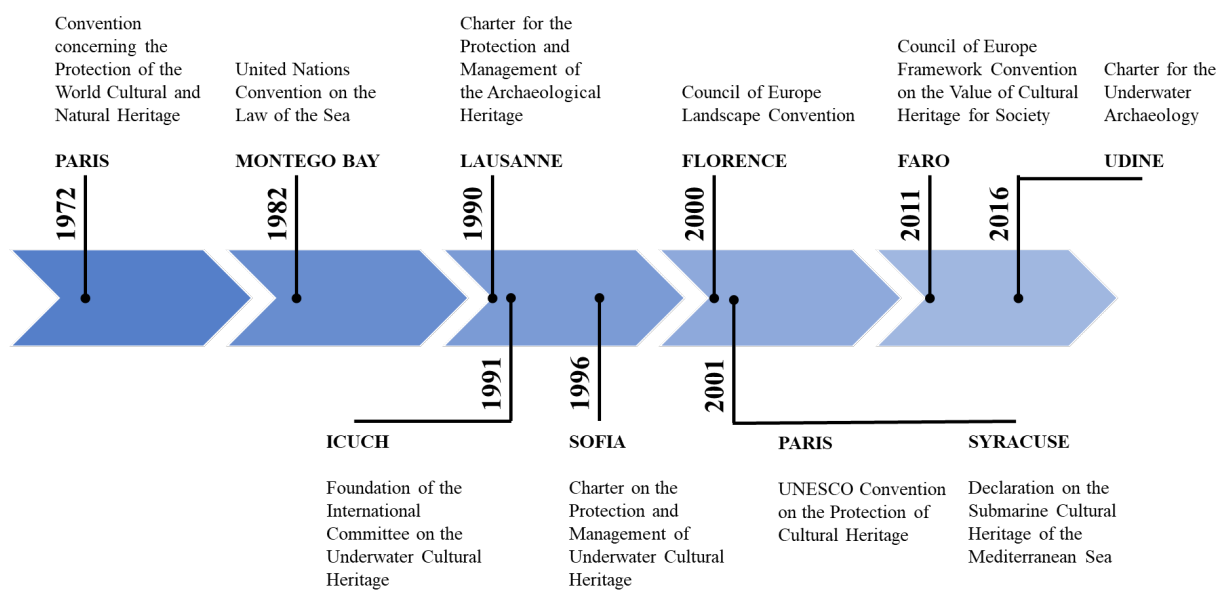 Convention
concerning the
Protection of the
World Cultural and
Natural Heritage
PARIS
1972
United Nations
Convention on the
Law of the Sea
MONTEGO BAY
1982
Charter for the
Protection and
Management of
the Archaeological
Heritage
LAUSANNE
1990
Council of Europe
Landscape Convention
FLORENCE
2000
Council of Europe
Framework Convention
on the Value of Cultural
Heritage for Society
FARO
2011
Charter for the
Underwater
Archaeology
UDINE
2016
1991
ICUCH
Foundation of the
International
Committee on the
Underwater Cultural
Heritage
1996
SOFIA
Charter on the
Protection and
Management of
Underwater Cultural
Heritage
2001
PARIS
UNESCO Convention
on the Protection of
Cultural Heritage
SYRACUSE
Declaration on the
Submarine Cultural
Heritage of the
Mediterranean Sea